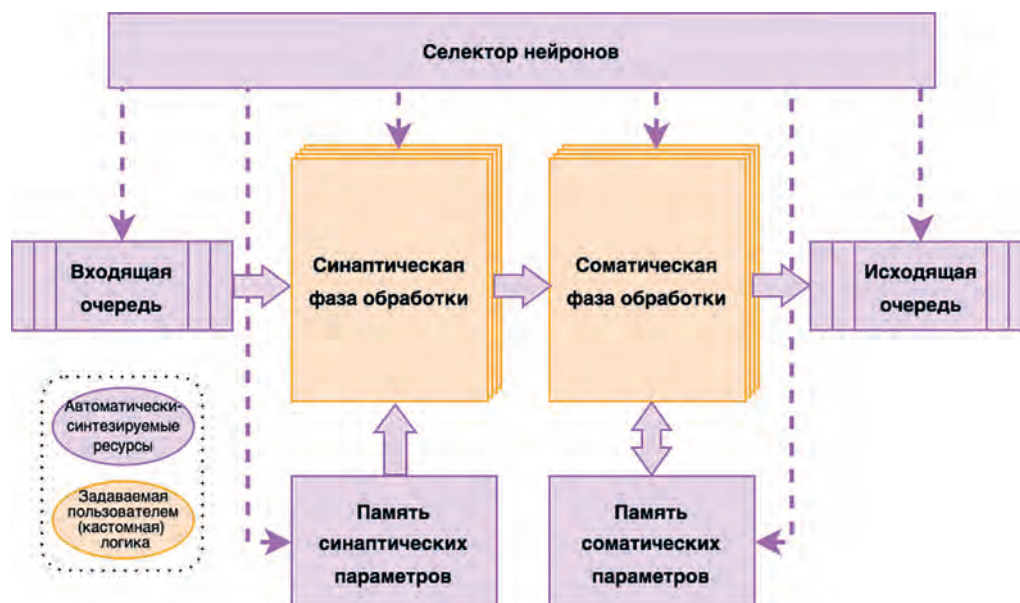 Селектор нейронов
Входящая
очередь
Синаптическая
фаза обработки
Соматическая
фаза обработки
Исходящая
очередь
Автоматически-
синтезируемые
ресурсы
Задаваемая
пользователем
(кастомная)
логика
Память
синаптических
параметров
Память
соматических
параметров